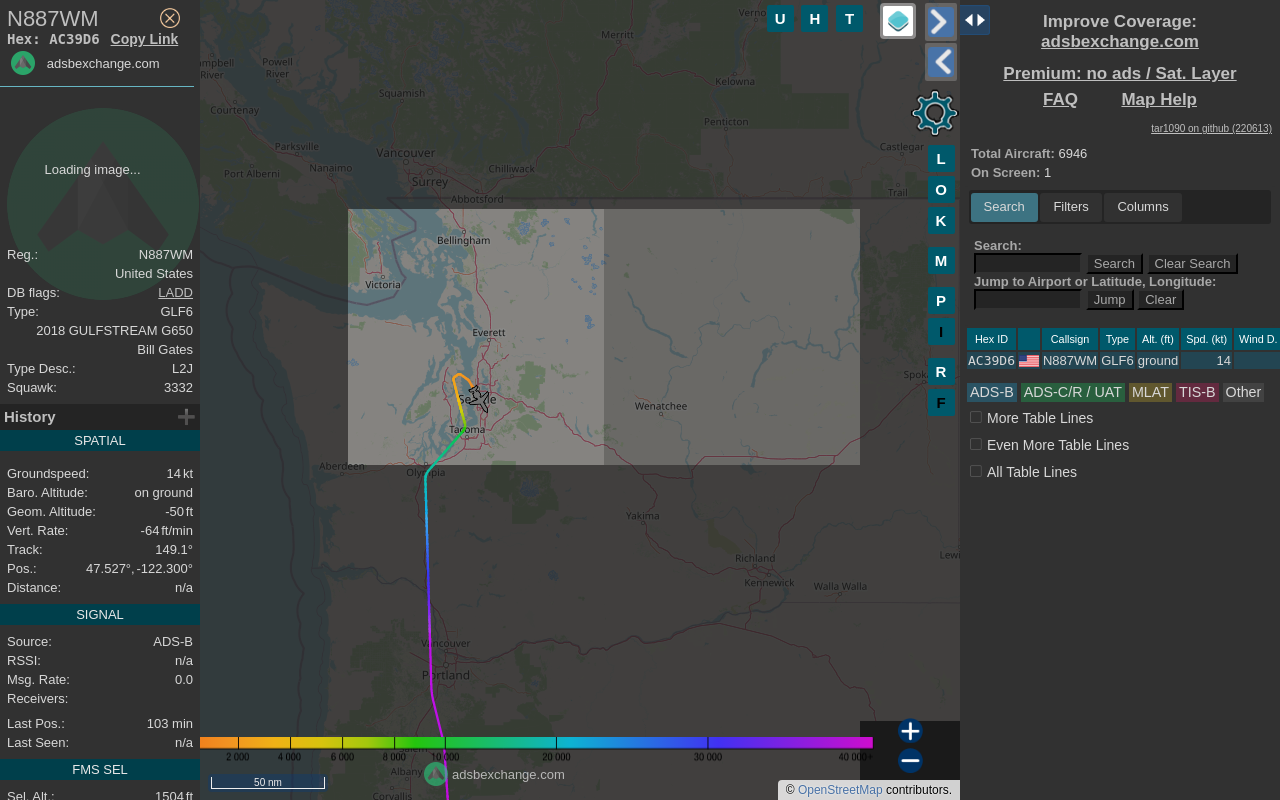 N887WM
Hex: AC39D6 Copy Link
adsbexchange.com
Loading image...
Reg.: N887WM
United States
DB flags: LADD
Type: GLF6
2018 GULFSTREAM G650
Bill Gates
Type Desc.: L2J
Squawk: 3332
History
SPATIAL
Groundspeed: 14 kt
Baro. Altitude: on ground
Geom. Altitude: -50 ft
Vert. Rate: -64 ft/min
Track: 149.1°
Pos.: 47.527°, -122.300°
Distance: n/a
SIGNAL
Source: ADS-B
RSSI: n/a
Msg. Rate: 0.0
Receivers:
Last Pos.: 103 min
Last Seen: n/a
FMS SEL
Sel. Alt.: 1504 ft
U H T
L
O
K
M
P
I
R
F
Merritt
Powell
River
River
Squamish
Kelowna
Courtenay
Penticton
Parksville
Vancouver
Castlegar
Nanaimo
Port Alberni
Chilliwack
Surrey
Abbotsford
Trail
Bellingham
Victoria
Everett
Wenatchee
Tacoma
Aberdeen
Olympia
Yakima
Richland
Kennewick
Walla Walla
Vancouver
Portland
Albany
Corvallis
2 000 4 000 6 000 8 000 10 000 20 000 30 000 40 000+
adsbexchange.com
50 nm
© OpenStreetMap contributors.
Improve Coverage:
adsbexchange.com
Premium: no ads / Sat. Layer
FAQ Map Help
tar1090 on github (220613)
Total Aircraft: 6946
On Screen: 1
Search Filters Columns
Search:
Search Clear Search
Jump to Airport or Latitude, Longitude:
Jump Clear
Hex ID Callsign Type Alt. (ft) Spd. (kt) Wind D.
AC39D6 N887WM GLF6 ground 14
ADS-B ADS-C/R / UAT MLAT TIS-B Other
More Table Lines
Even More Table Lines
All Table Lines